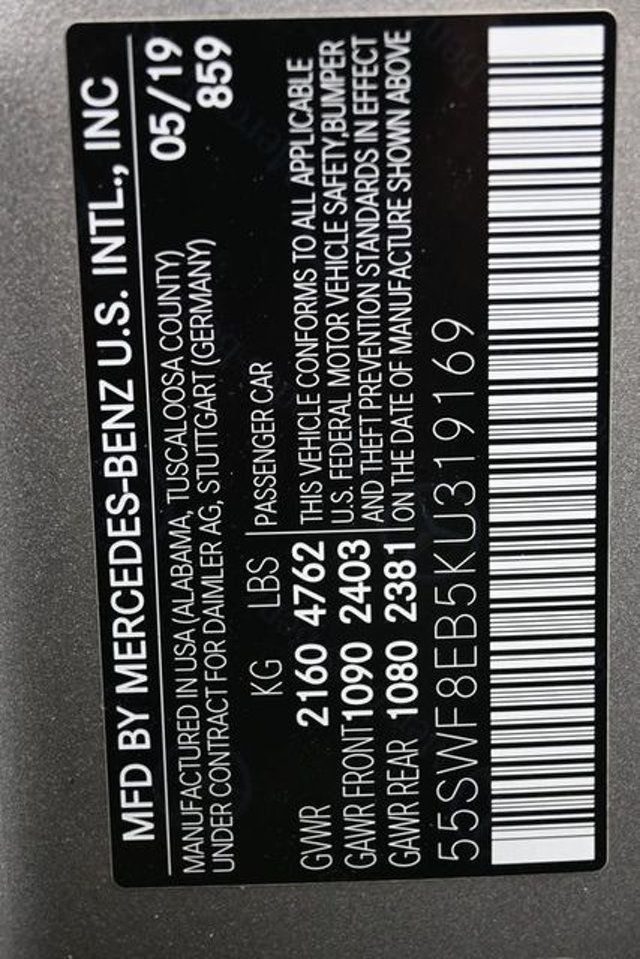 MFD BY MERCEDES-BENZ U.S. INTL., INC
MANUFACTURED IN USA (ALABAMA, TUSCALOOSA COUNTY) 05/19
UNDER CONTRACT FOR DAIMLER AG, STUTTGART (GERMANY) 859
KG LBS PASSENGER CAR
GVWR 2160 4762 THIS VEHICLE CONFORMS TO ALL APPLICABLE
GAWR FRONT 1090 2403 U.S. FEDERAL MOTOR VEHICLE SAFETY,BUMPER
AND THEFT PREVENTION STANDARDS IN EFFECT
GAWR REAR 1080 2381 ON THE DATE OF MANUFACTURE SHOWN ABOVE
55SWF8EB5KU319169